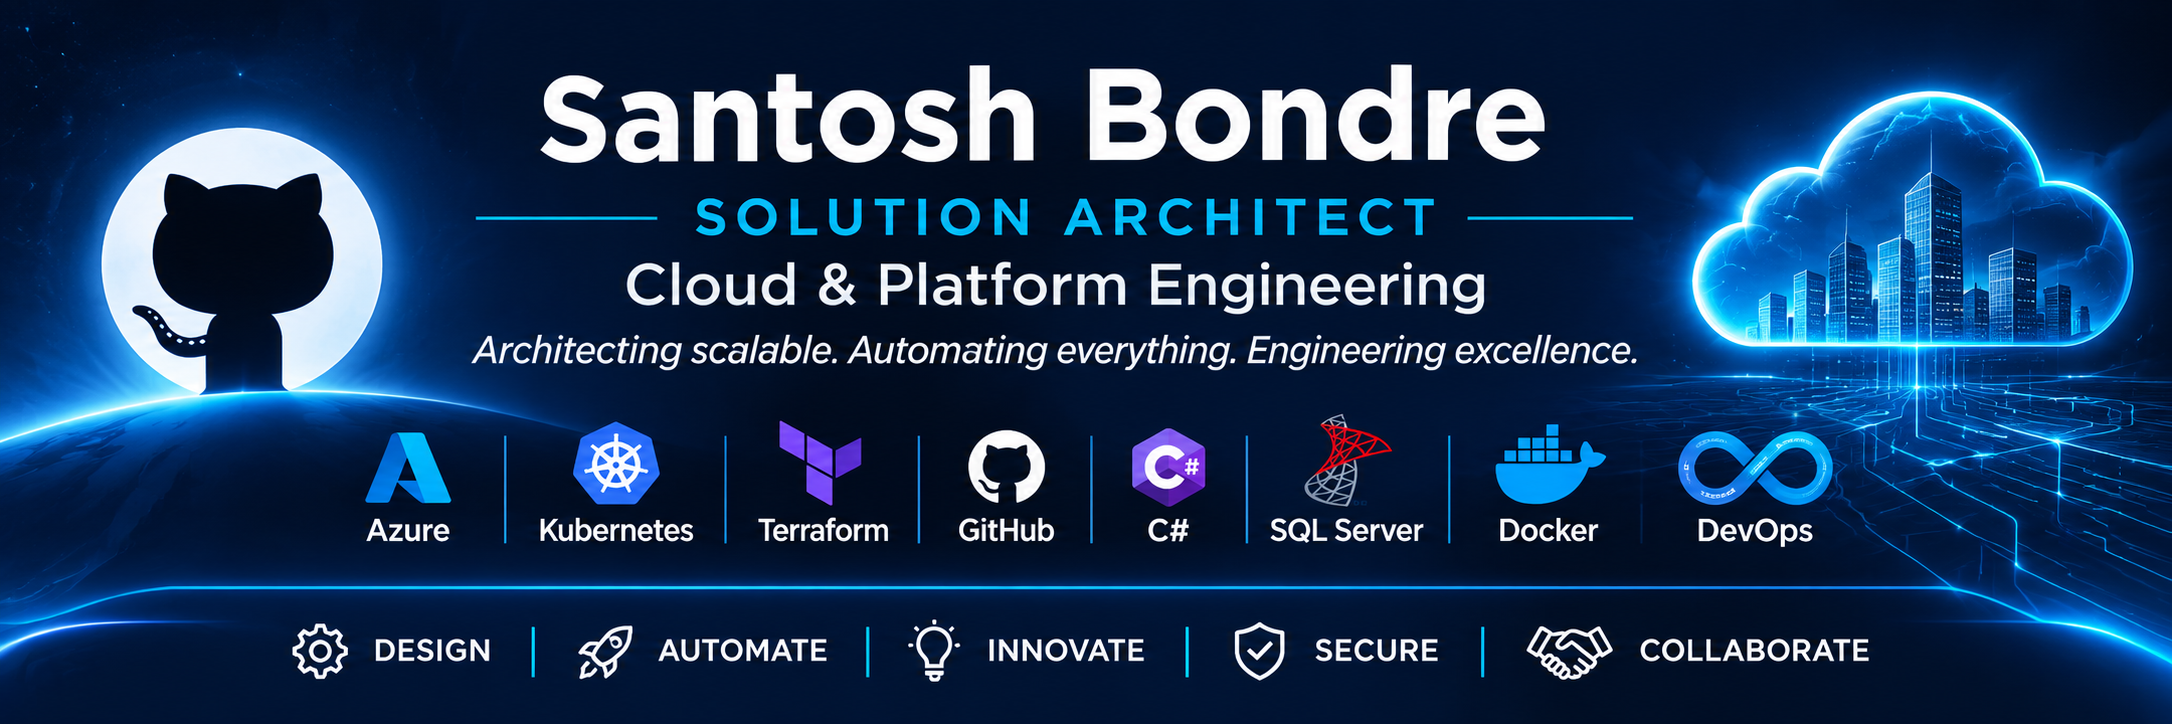 Santosh Bondre
SOLUTION ARCHITECT
Cloud & Platform Engineering
Architecting scalable. Automating everything. Engineering excellence.
Azure Kubernetes Terraform GitHub C# SQL Server Docker DevOps
DESIGN AUTOMATE INNOVATE SECURE COLLABORATE